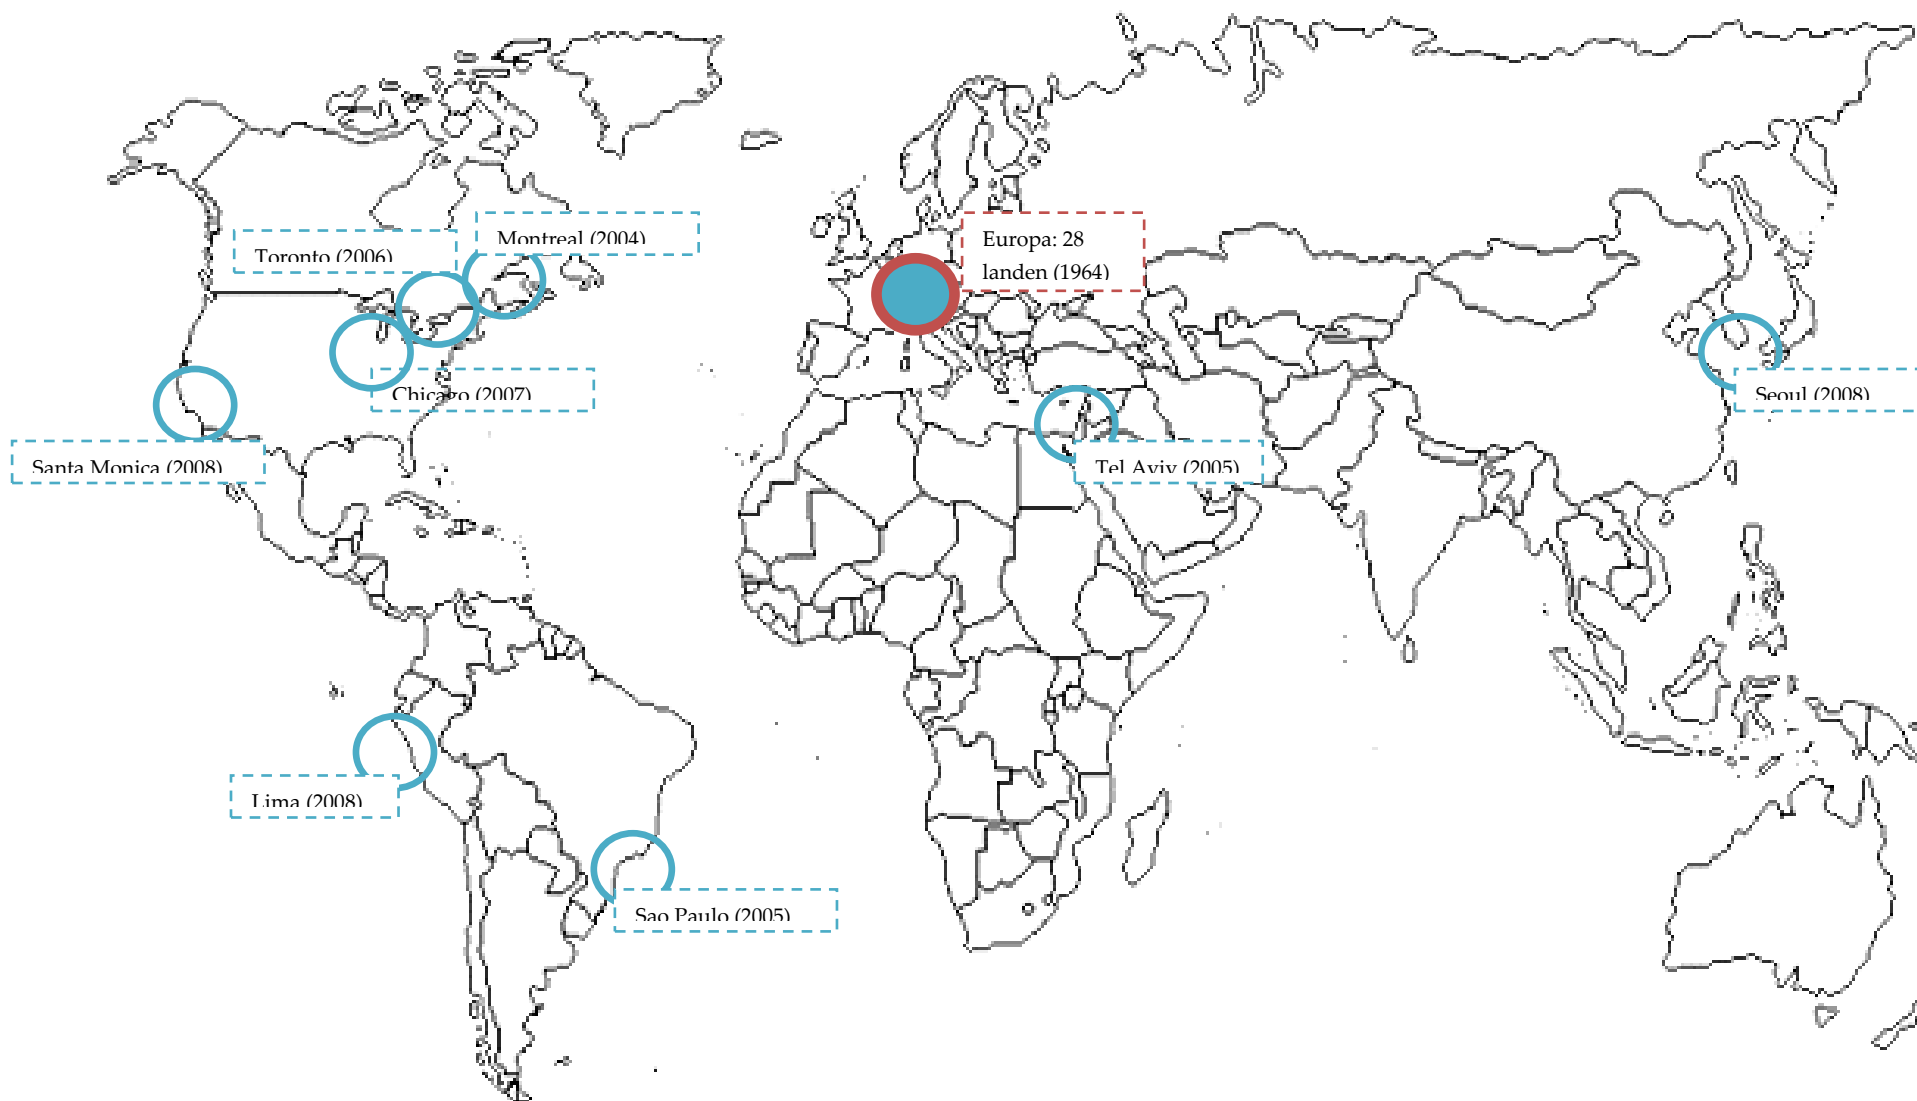 Montreal (2004)
Toronto (2006)
Europa: 28
landen (1964)
Chicago (2007)
Seoul (2008)
Santa Monica (2008)
Tel Aviv (2005)
Lima (2008)
Sao Paulo (2005)